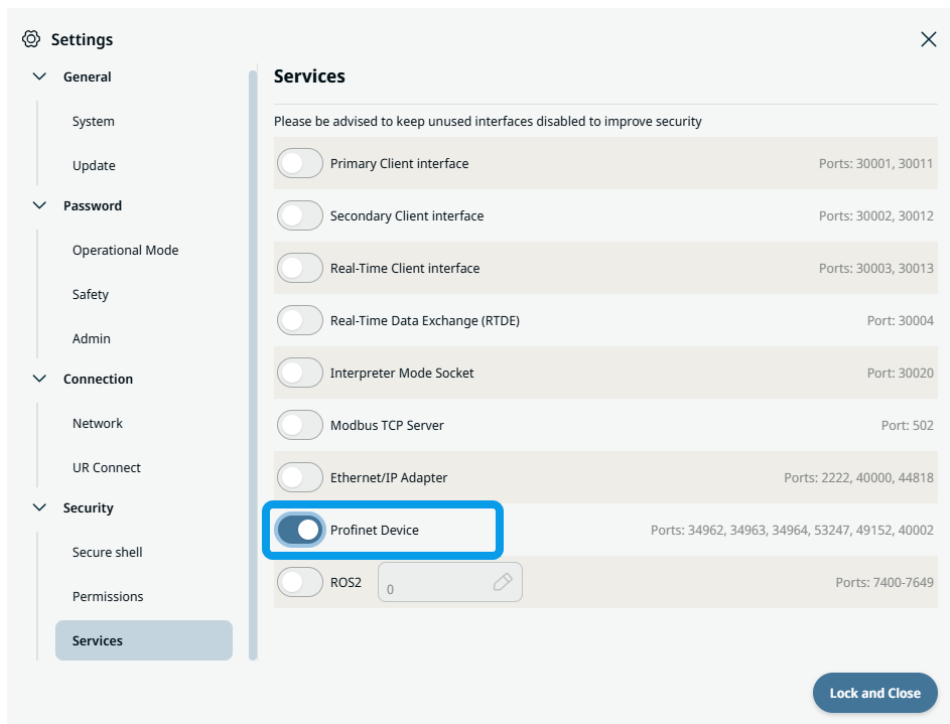 Settings
General
System
Update
Password
Operational Mode
Safety
Admin
Connection
Network
UR Connect
Security
Secure shell
Permissions
Services
Services
Please be advised to keep unused interfaces disabled to improve security
Primary Client interface Ports: 30001, 30011
Secondary Client interface Ports: 30002, 30012
Real-Time Client interface Ports: 30003, 30013
Real-Time Data Exchange (RTDE) Port: 30004
Interpreter Mode Socket Port: 30020
Modbus TCP Server Port: 502
Ethernet/IP Adapter Ports: 2222, 40000, 44818
Profinet Device Ports: 34962, 34963, 34964, 53247, 49152, 40002
ROS2 0 Ports: 7400-7649
Lock and Close